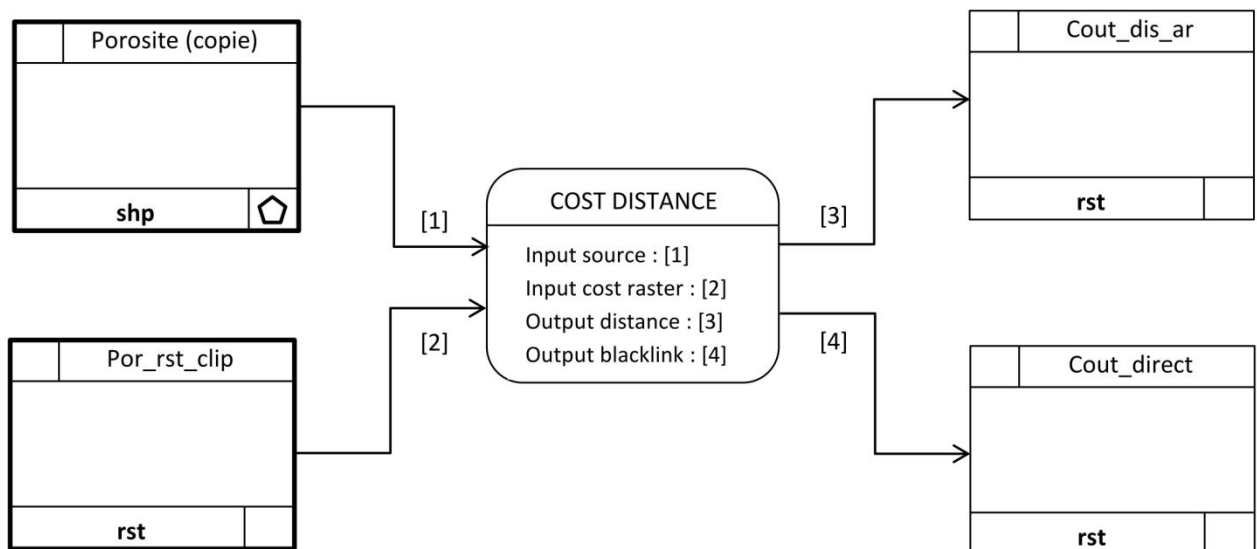 Porosite (copie)
shp
[1]
Por_rst_clip
rst
[2]
COST DISTANCE
Input source : [1]
Input cost raster : [2]
Output distance : [3]
Output blacklink : [4]
[3]
Cout_dis_ar
rst
[4]
Cout_direct
rst